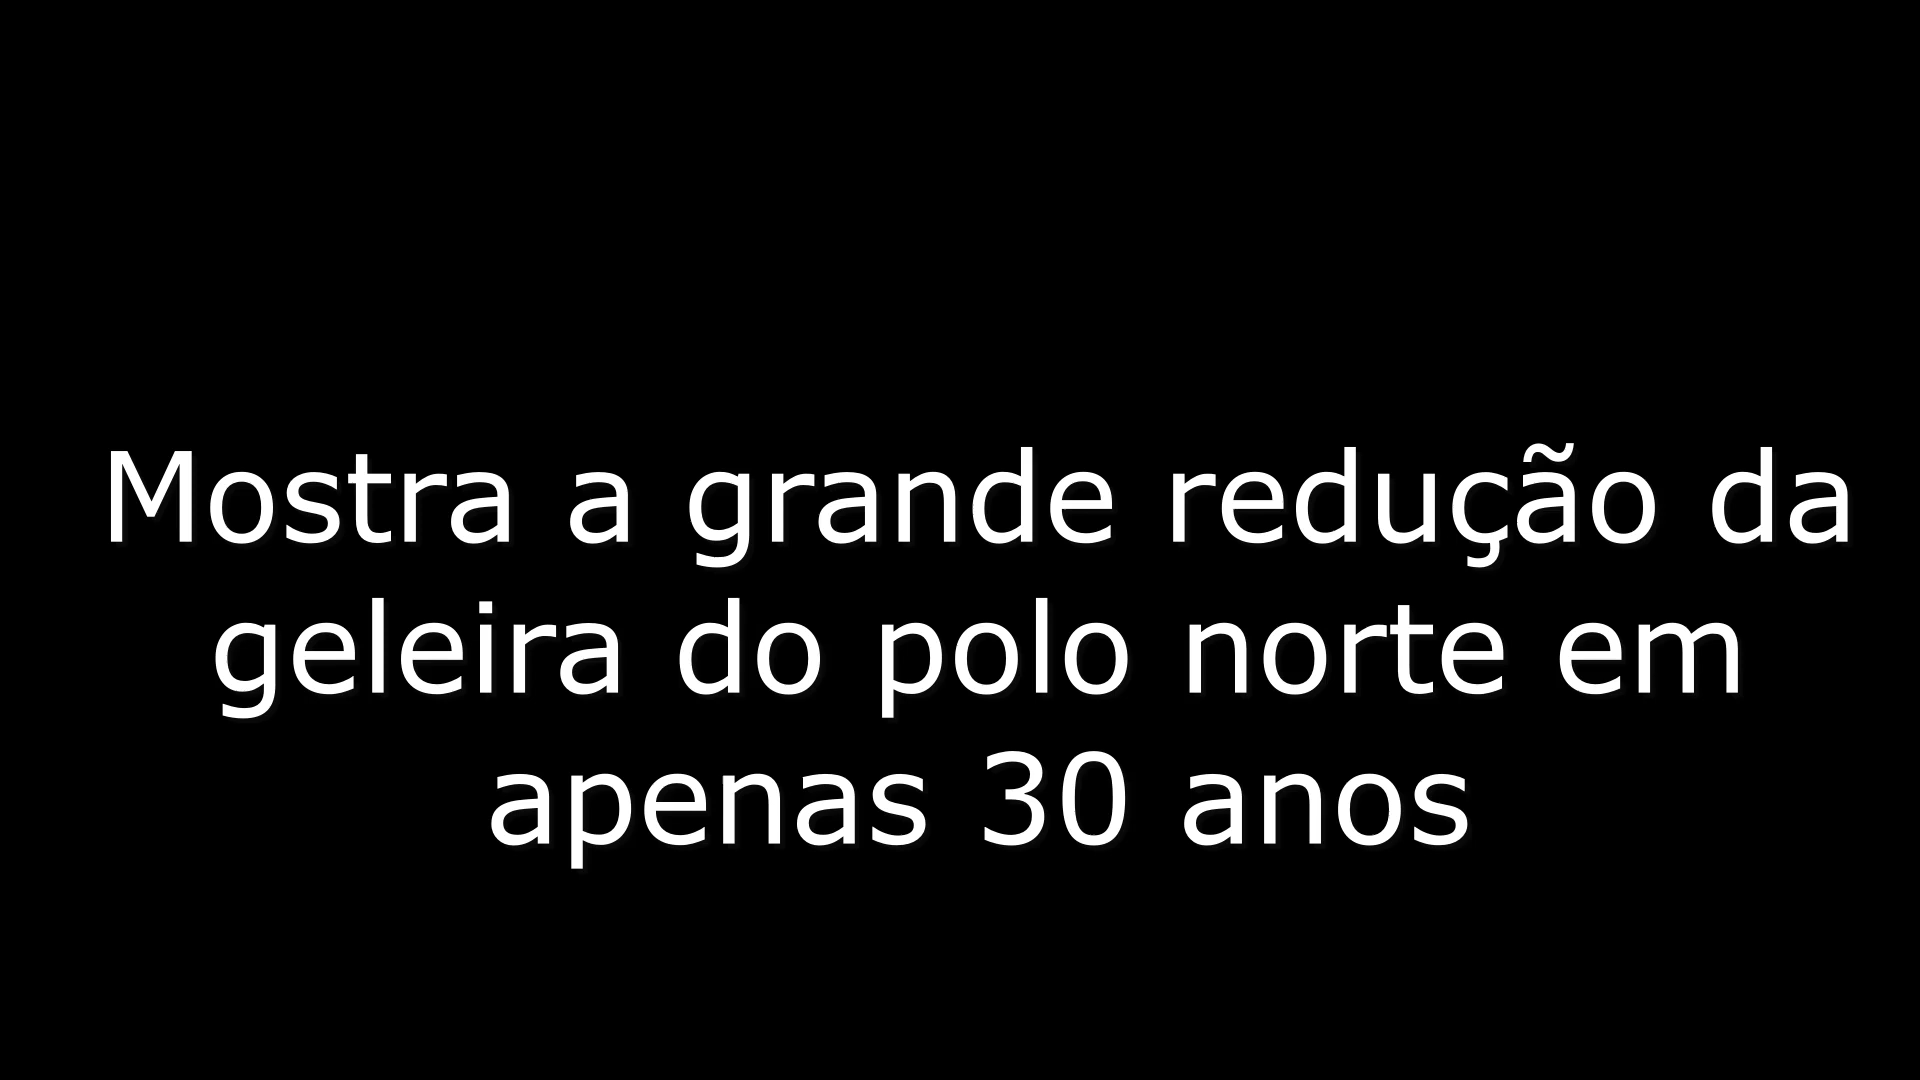 Mostra a grande redução da
geleira do polo norte em
apenas 30 anos